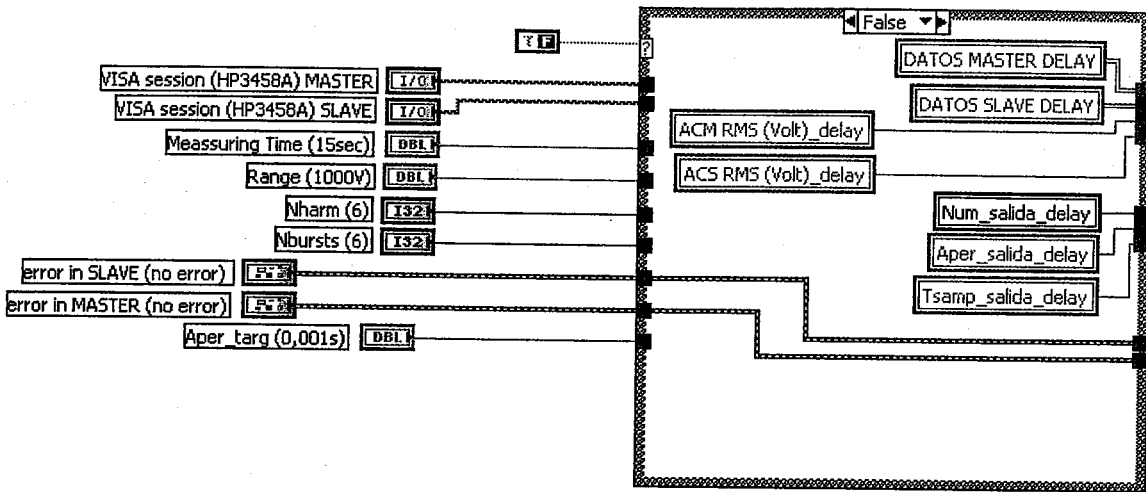 False
T F
?
DATOS MASTER DELAY
VISA session (HP3458A) MASTER I/O
VISA session (HP3458A) SLAVE I/O
DATOS SLAVE DELAY
ACM RMS (Volt)_delay
Meassuring Time (15sec) DBL
Range (1000V) DBL
ACS RMS (Volt)_delay
Nharm (6) I32
Num_salida_delay
Nbursts (6) I32
Aper_salida_delay
error in SLAVE (no error)
Tsamp_salida_delay
error in MASTER (no error)
Aper_targ (0,001s) DBL